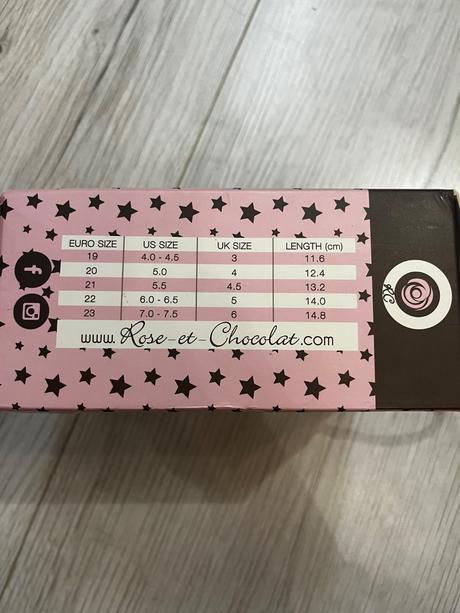 EURO SIZE US SIZE UK SIZE LENGTH (cm)
19 4.0 - 4.5 3 11.6
20 5.0 4 12.4
21 5.5 4.5 13.2
22 6.0 - 6.5 5 14.0
23 7.0 - 7.5 6 14.8
www.Rose-et-Chocolat.com
f
RC